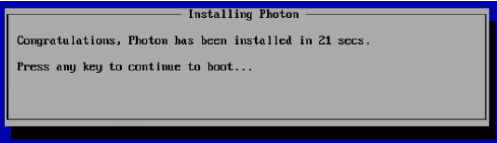 Installing Photon
Congratulations, Photon has been installed in 21 secs.
Press any key to continue to boot...